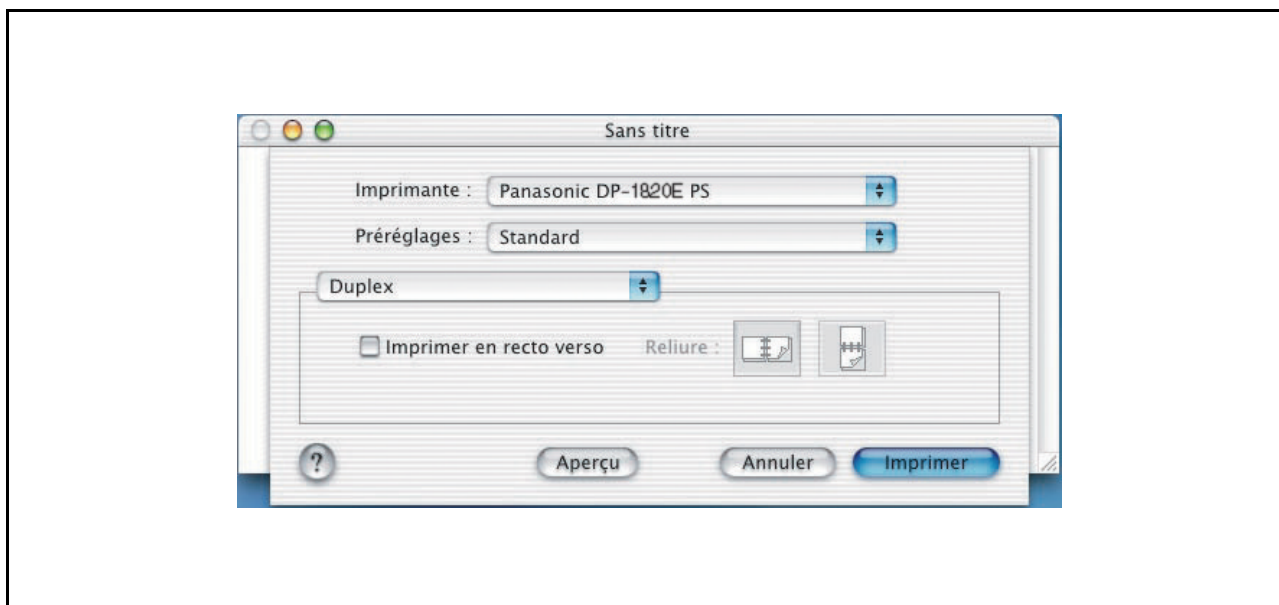 Sans titre
Imprimante : Panasonic DP-1820E PS
Préréglages : Standard
Duplex
Imprimer en recto verso Reliure :
? Aperçu Annuler Imprimer